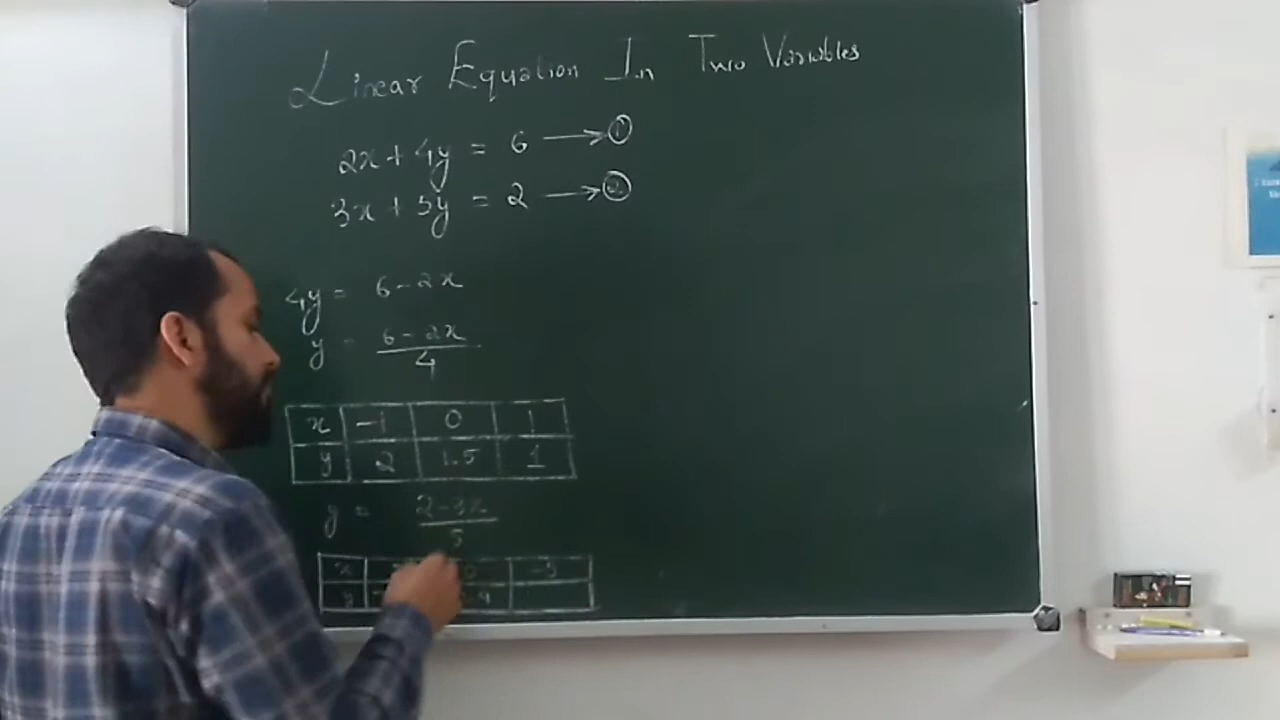 Linear Equation In Two Variables
2x + 4y = 6 → ①
3x + 5y = 2 → ②
4y = 6 - 2x
y = 6 - 2x / 4
x -1 0 1
y 2 1.5 1
y = 2 - 3x / 5
x 0 -3
y